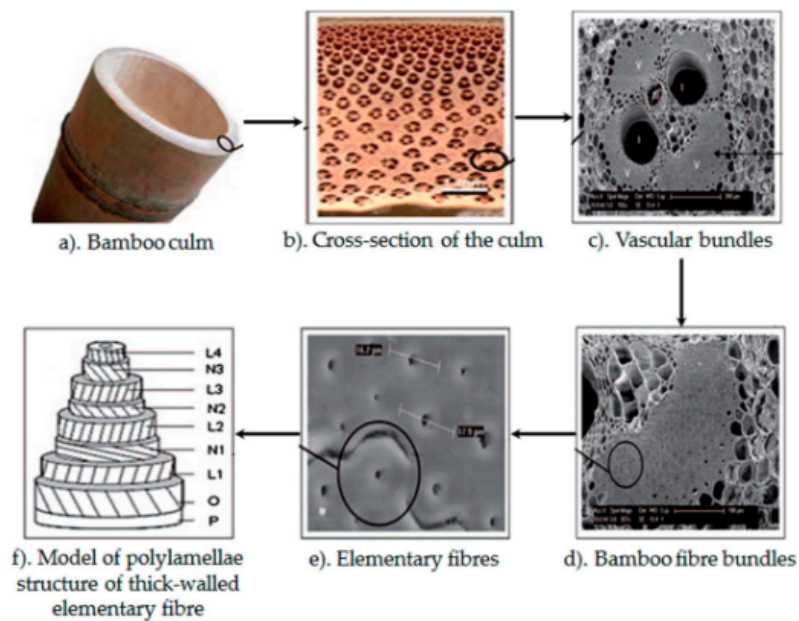 a). Bamboo culm
b). Cross-section of the culm
c). Vascular bundles
V
V
V
V
L4
N3
L3
N2
L2
N1
L1
O
P
f). Model of polylamellae
structure of thick-walled
elementary fibre
e). Elementary fibres
d). Bamboo fibre bundles